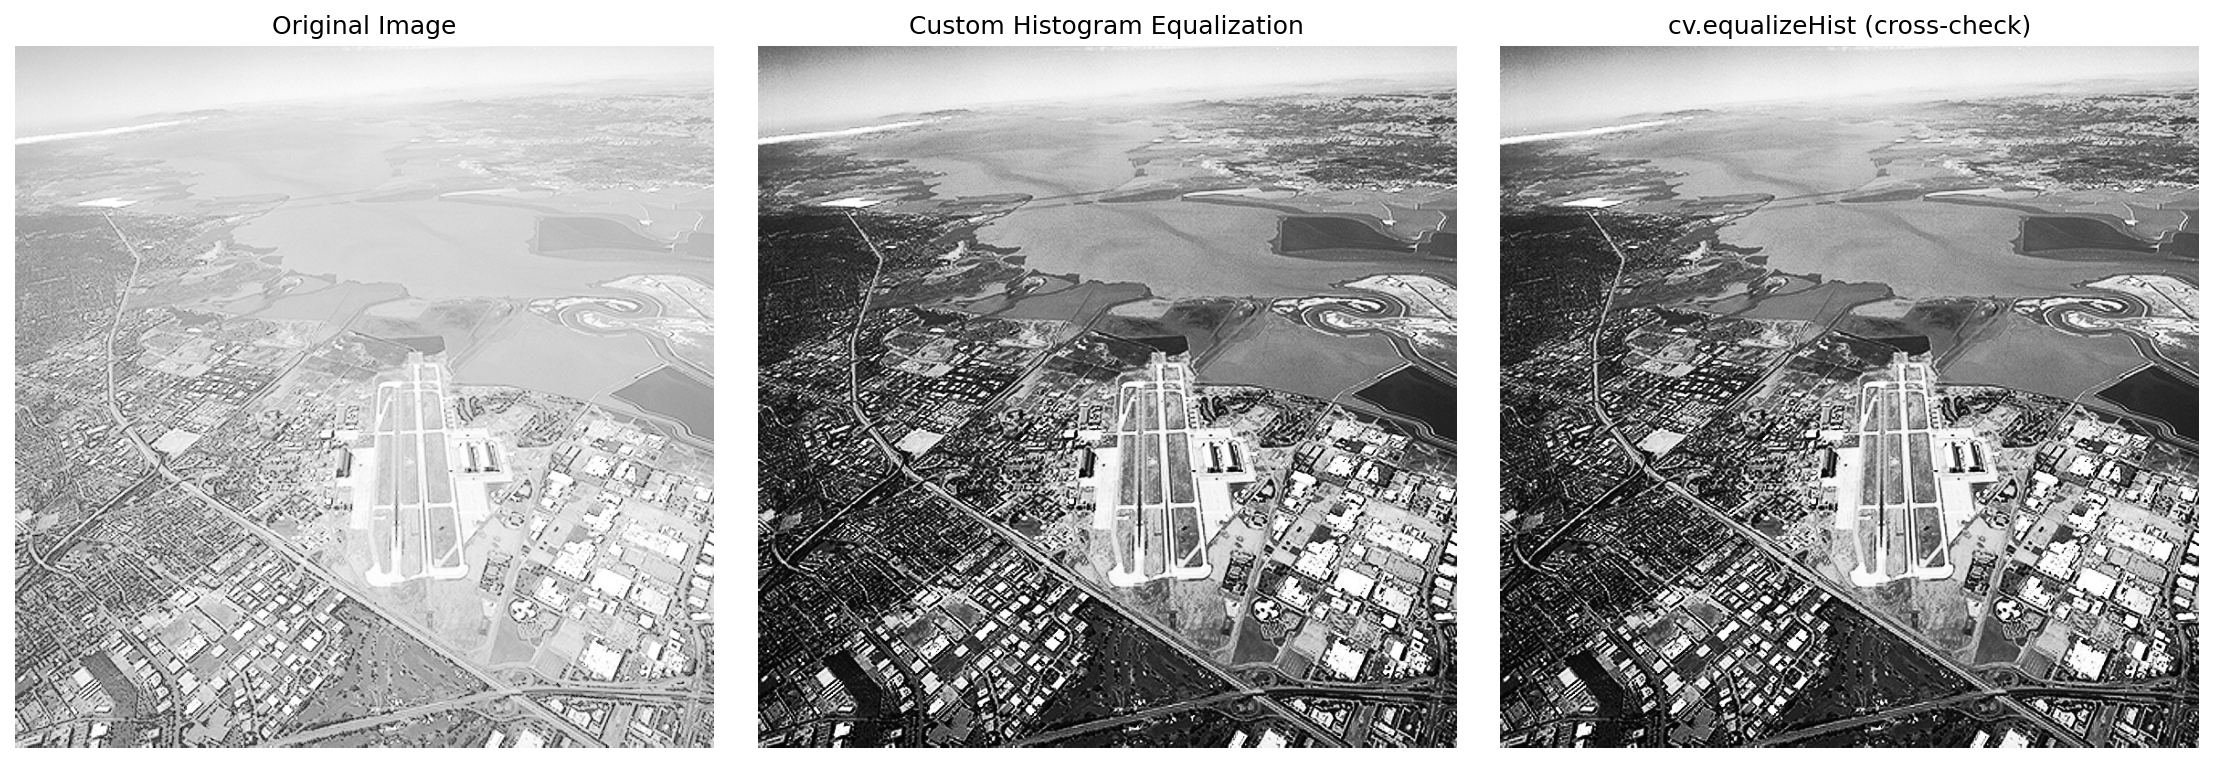 Original Image
Custom Histogram Equalization
cv.equalizeHist (cross-check)